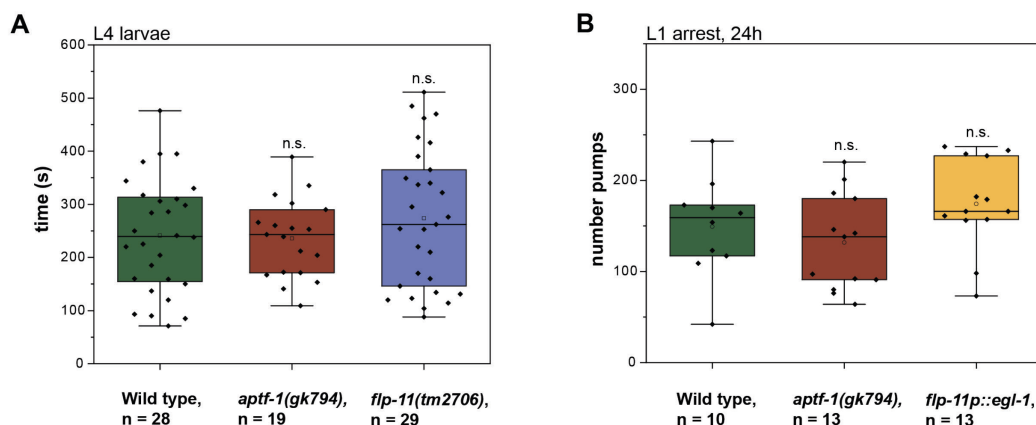 A
L4 larvae
time (s)
600
500
400
300
200
100
0
n.s.
n.s.
Wild type,
n = 28
aptf-1(gk794),
n = 19
flp-11(tm2706),
n = 29
B
L1 arrest, 24h
number pumps
300
200
100
0
n.s.
n.s.
Wild type,
n = 10
aptf-1(gk794),
n = 13
flp-11p::egl-1,
n = 13